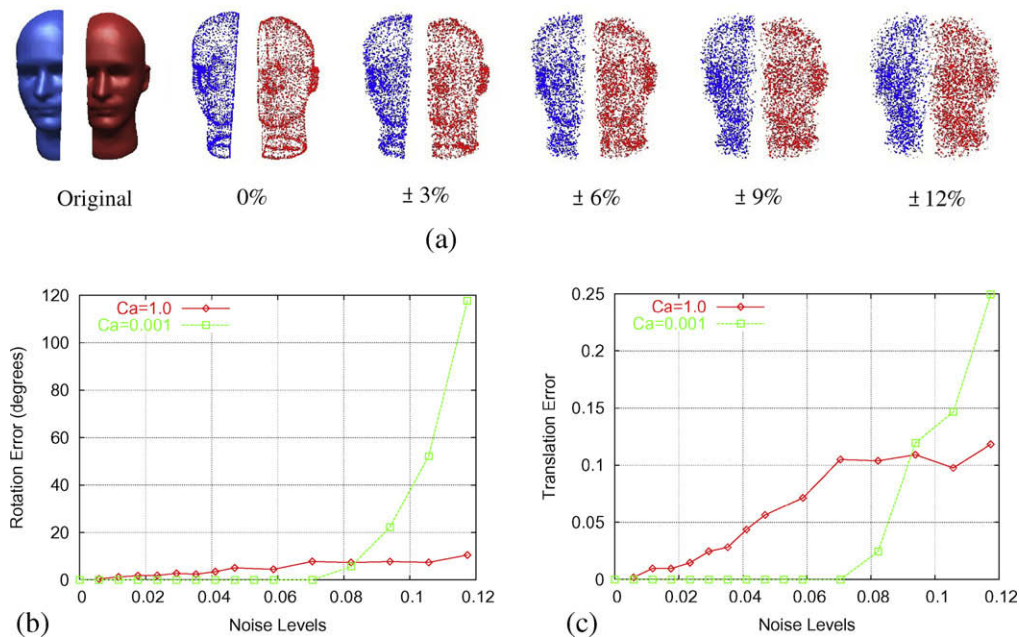 Original 0% ± 3% ± 6% ± 9% ± 12%
(a)
120
100
80
60
40
20
0
Rotation Error (degrees)
Ca=1.0
Ca=0.001
0 0.02 0.04 0.06 0.08 0.1 0.12
Noise Levels
(b)
0.25
0.2
0.15
0.1
0.05
0
Translation Error
Ca=1.0
Ca=0.001
0 0.02 0.04 0.06 0.08 0.1 0.12
Noise Levels
(c)